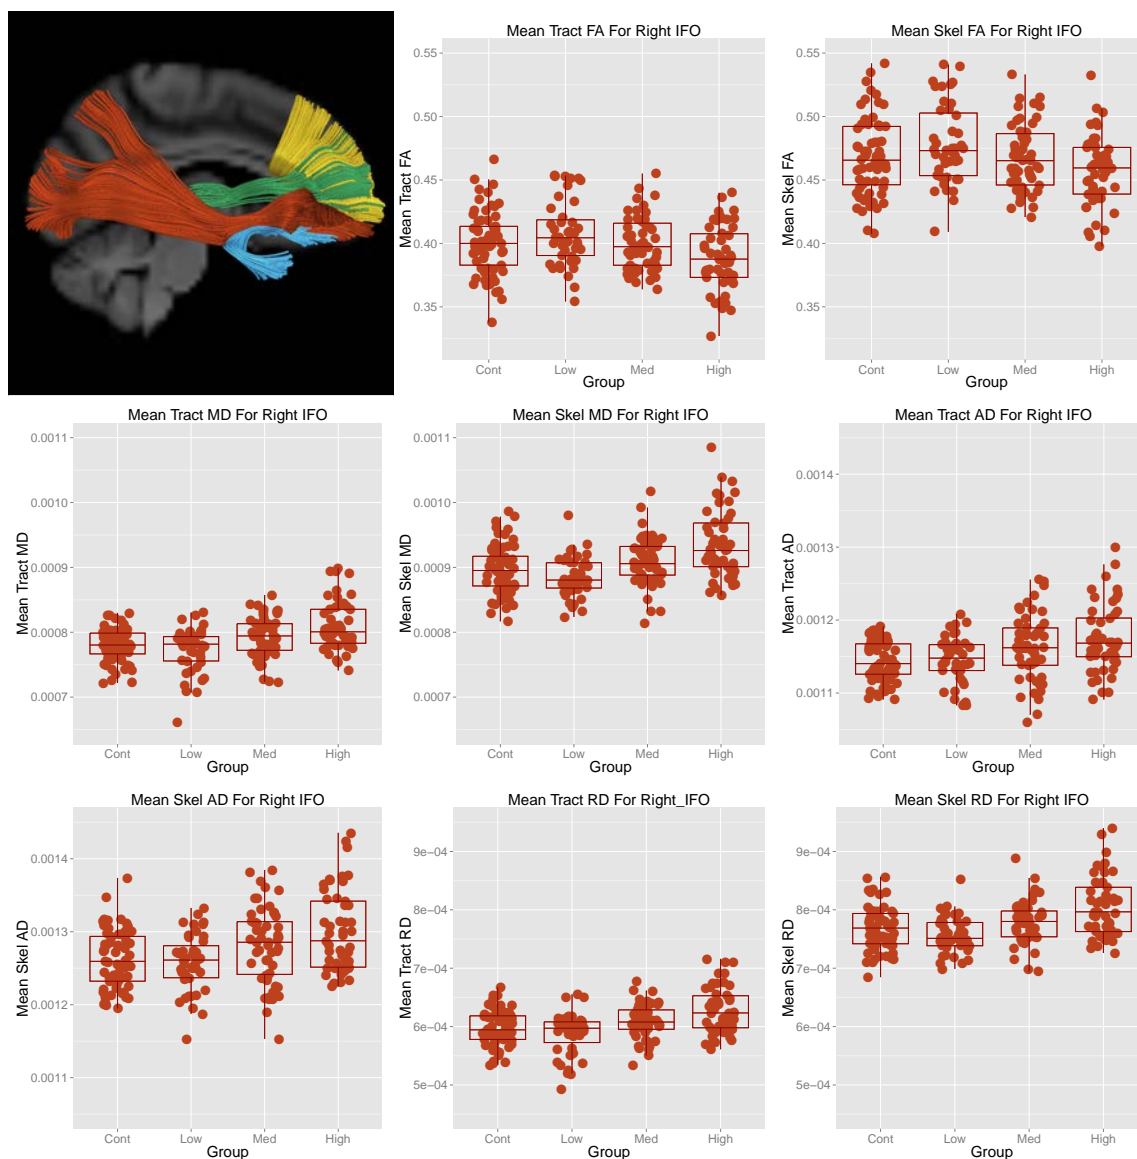 Mean Tract FA For Right IFO
0.55
0.50
0.45
0.40
0.35
Mean Tract FA
Cont Low Med High
Group
Mean Skel FA For Right IFO
0.55
0.50
0.45
0.40
0.35
Mean Skel FA
Cont Low Med High
Group
Mean Tract MD For Right IFO
0.0011
0.0010
0.0009
0.0008
0.0007
Mean Tract MD
Cont Low Med High
Group
Mean Skel MD For Right IFO
0.0011
0.0010
0.0009
0.0008
0.0007
Mean Skel MD
Cont Low Med High
Group
Mean Tract AD For Right IFO
0.0014
0.0013
0.0012
0.0011
Mean Tract AD
Cont Low Med High
Group
Mean Skel AD For Right IFO
0.0014
0.0013
0.0012
0.0011
Mean Skel AD
Cont Low Med High
Group
Mean Tract RD For Right_IFO
9e−04
8e−04
7e−04
6e−04
5e−04
Mean Tract RD
Cont Low Med High
Group
Mean Skel RD For Right IFO
9e−04
8e−04
7e−04
6e−04
5e−04
Mean Skel RD
Cont Low Med High
Group